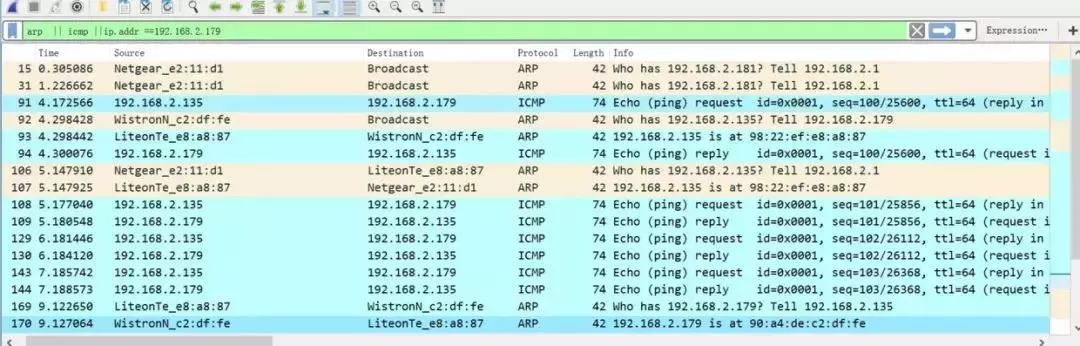 arp || icmp ||ip.addr ==192.168.2.179 Expression…
Time Source Destination Protocol Length Info
15 0.305086 Netgear_e2:11:d1 Broadcast ARP 42 Who has 192.168.2.181? Tell 192.168.2.1
31 1.226662 Netgear_e2:11:d1 Broadcast ARP 42 Who has 192.168.2.181? Tell 192.168.2.1
91 4.172566 192.168.2.135 192.168.2.179 ICMP 74 Echo (ping) request id=0x0001, seq=100/25600, ttl=64 (reply in
92 4.298428 WistronN_c2:df:fe Broadcast ARP 42 Who has 192.168.2.135? Tell 192.168.2.179
93 4.298442 LiteonTe_e8:a8:87 WistronN_c2:df:fe ARP 42 192.168.2.135 is at 98:22:ef:e8:a8:87
94 4.300076 192.168.2.179 192.168.2.135 ICMP 74 Echo (ping) reply id=0x0001, seq=100/25600, ttl=64 (request i
106 5.147910 Netgear_e2:11:d1 LiteonTe_e8:a8:87 ARP 42 Who has 192.168.2.135? Tell 192.168.2.1
107 5.147925 LiteonTe_e8:a8:87 Netgear_e2:11:d1 ARP 42 192.168.2.135 is at 98:22:ef:e8:a8:87
108 5.177040 192.168.2.135 192.168.2.179 ICMP 74 Echo (ping) request id=0x0001, seq=101/25856, ttl=64 (reply in
109 5.180548 192.168.2.179 192.168.2.135 ICMP 74 Echo (ping) reply id=0x0001, seq=101/25856, ttl=64 (request i
129 6.181446 192.168.2.135 192.168.2.179 ICMP 74 Echo (ping) request id=0x0001, seq=102/26112, ttl=64 (reply in
130 6.184120 192.168.2.179 192.168.2.135 ICMP 74 Echo (ping) reply id=0x0001, seq=102/26112, ttl=64 (request i
143 7.185742 192.168.2.135 192.168.2.179 ICMP 74 Echo (ping) request id=0x0001, seq=103/26368, ttl=64 (reply in
144 7.188573 192.168.2.179 192.168.2.135 ICMP 74 Echo (ping) reply id=0x0001, seq=103/26368, ttl=64 (request i
169 9.122650 LiteonTe_e8:a8:87 WistronN_c2:df:fe ARP 42 Who has 192.168.2.179? Tell 192.168.2.135
170 9.127064 WistronN_c2:df:fe LiteonTe_e8:a8:87 ARP 42 192.168.2.179 is at 90:a4:de:c2:df:fe